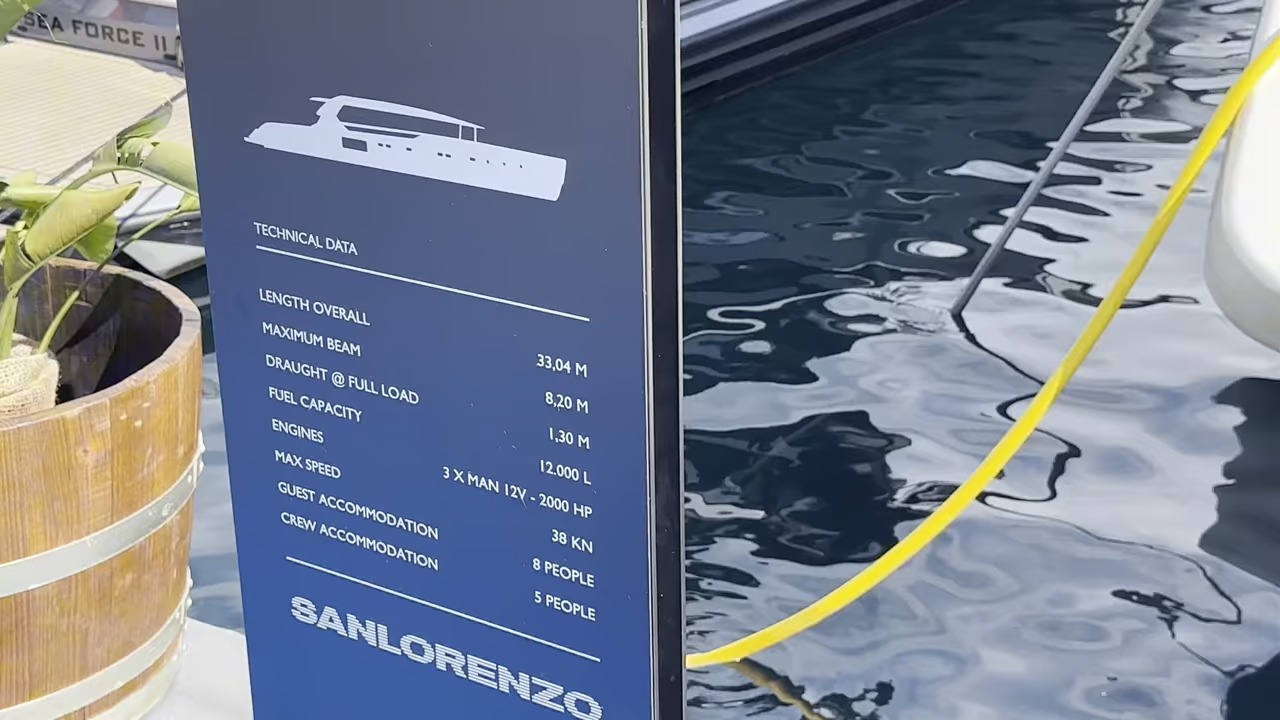 SEA FORCE II
TECHNICAL DATA
LENGTH OVERALL 33,04 M
MAXIMUM BEAM 8,20 M
DRAUGHT @ FULL LOAD 1,30 M
FUEL CAPACITY 12.000 L
ENGINES 3 X MAN 12V - 2000 HP
MAX SPEED 38 KN
GUEST ACCOMMODATION 8 PEOPLE
CREW ACCOMMODATION 5 PEOPLE
SANLORENZO